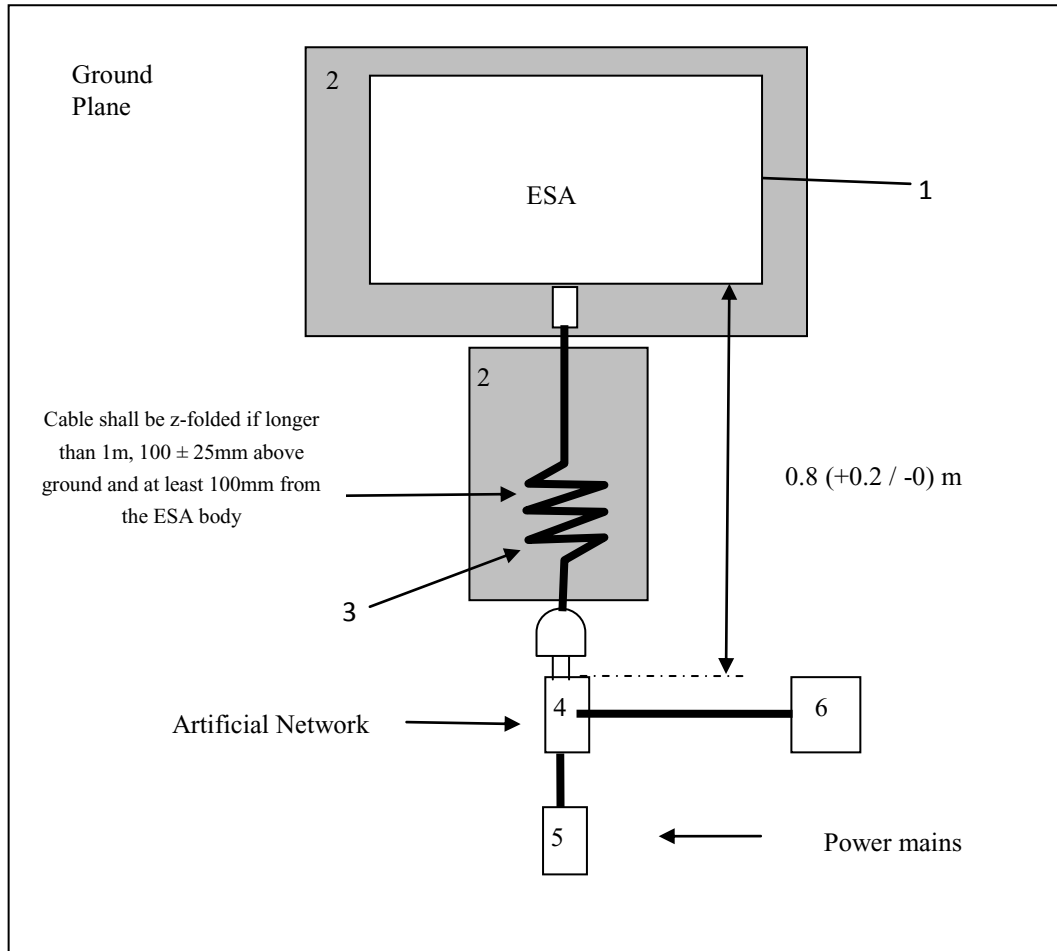 Ground
Plane
2
ESA
1
2
Cable shall be z-folded if longer
than 1m, 100 ± 25mm above
ground and at least 100mm from
the ESA body
0.8 (+0.2 / -0) m
3
Artificial Network
4
6
5
Power mains